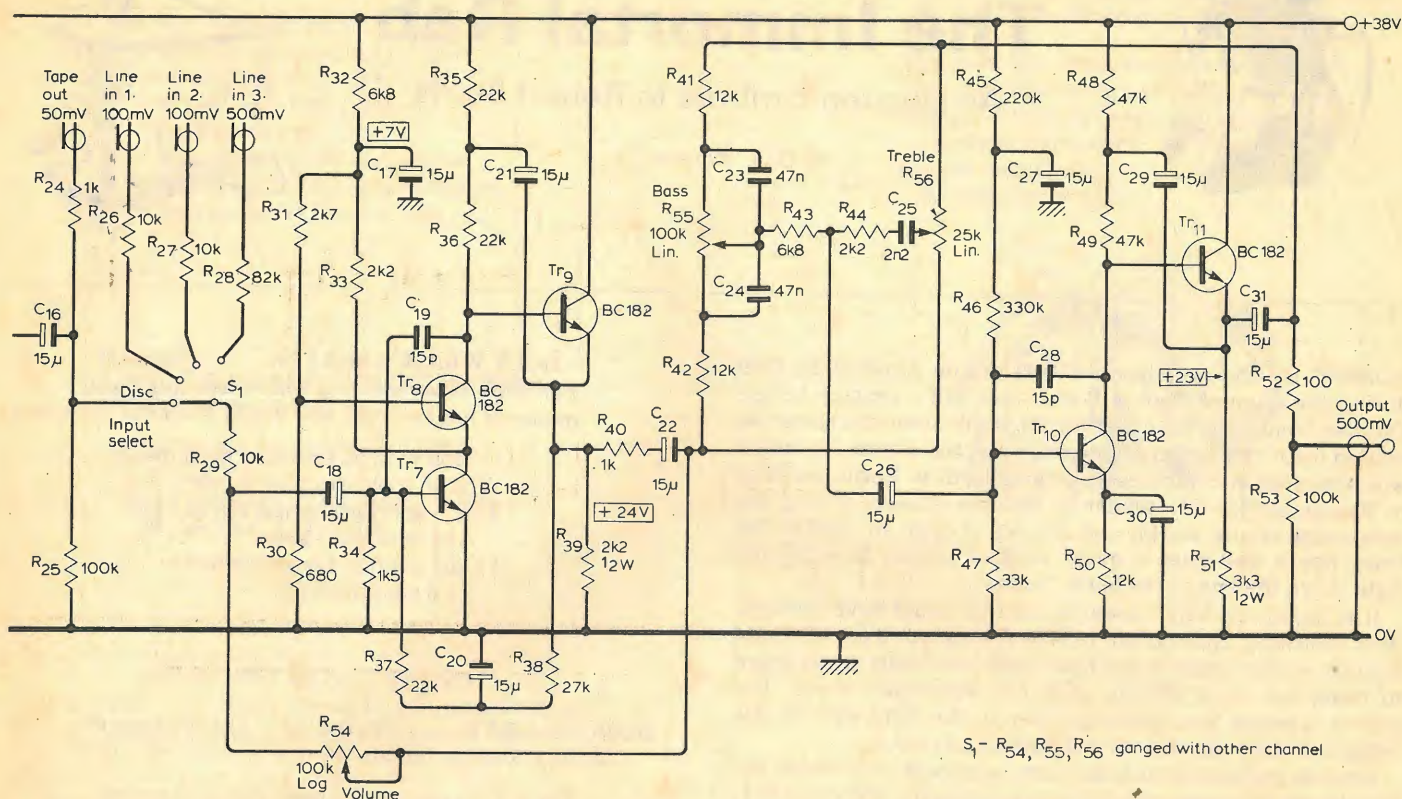 +38V
Tape out 50mV
Line in 1. 100mV
Line in 2. 100mV
Line in 3. 500mV
R24 1k
R26 10k
R27 10k
R28 82k
C16 15μ
Disc
S1
Input select
R29 10k
R25 100k
C18 15μ
R30 680
R34 1k5
R32 6k8
+7V
C17 15μ
R31 2k7
R33 2k2
C19 15p
Tr8 BC 182
Tr7 BC182
R35 22k
C21 15μ
R36 22k
Tr9 BC182
R40 1k
C22 15μ
+24V
R39 2k2 ½W
R37 22k
C20 15μ
R38 27k
R54 100k Log
Volume
R41 12k
C23 47n
Bass R55 100k Lin.
R43 6k8
R44 2k2
C25 2n2
Treble R56 25k Lin.
C24 47n
R42 12k
C26 15μ
R45 220k
C27 15μ
R46 330k
C28 15p
Tr10 BC182
R47 33k
R50 12k
C30 15μ
R48 47k
C29 15μ
R49 47k
Tr11 BC182
C31 15μ
+23V
R51 3k3 ½W
R52 100
R53 100k
Output 500mV
0V
S1– R54, R55, R56 ganged with other channel